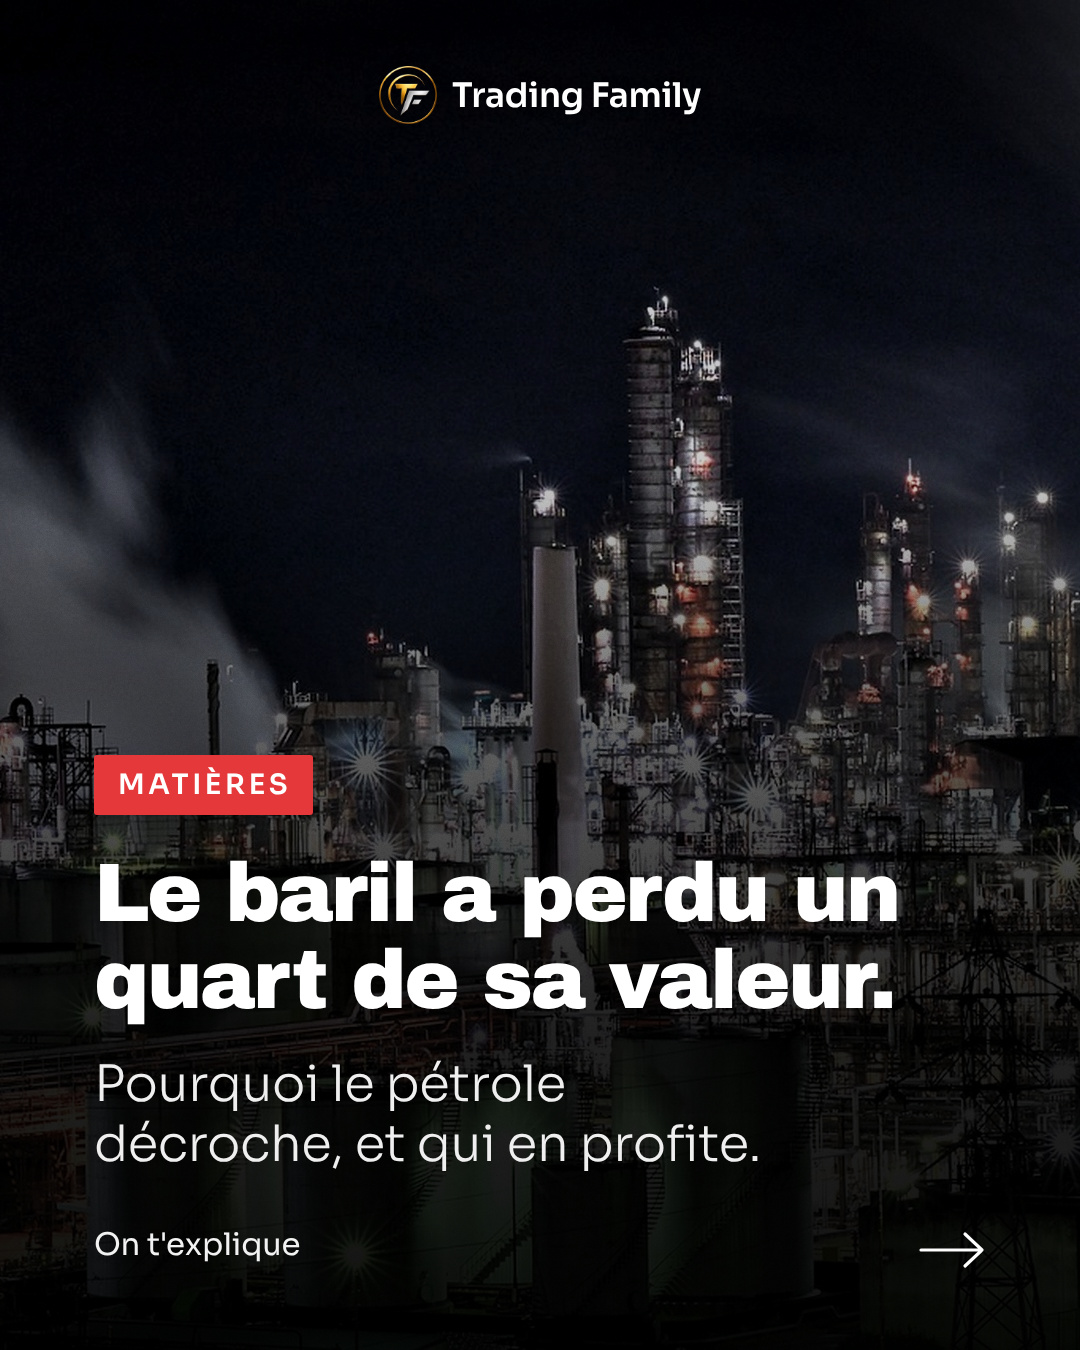 Trading Family
MATIÈRES
Le baril a perdu un
quart de sa valeur.
Pourquoi le pétrole
décroche, et qui en profite.
On t'explique